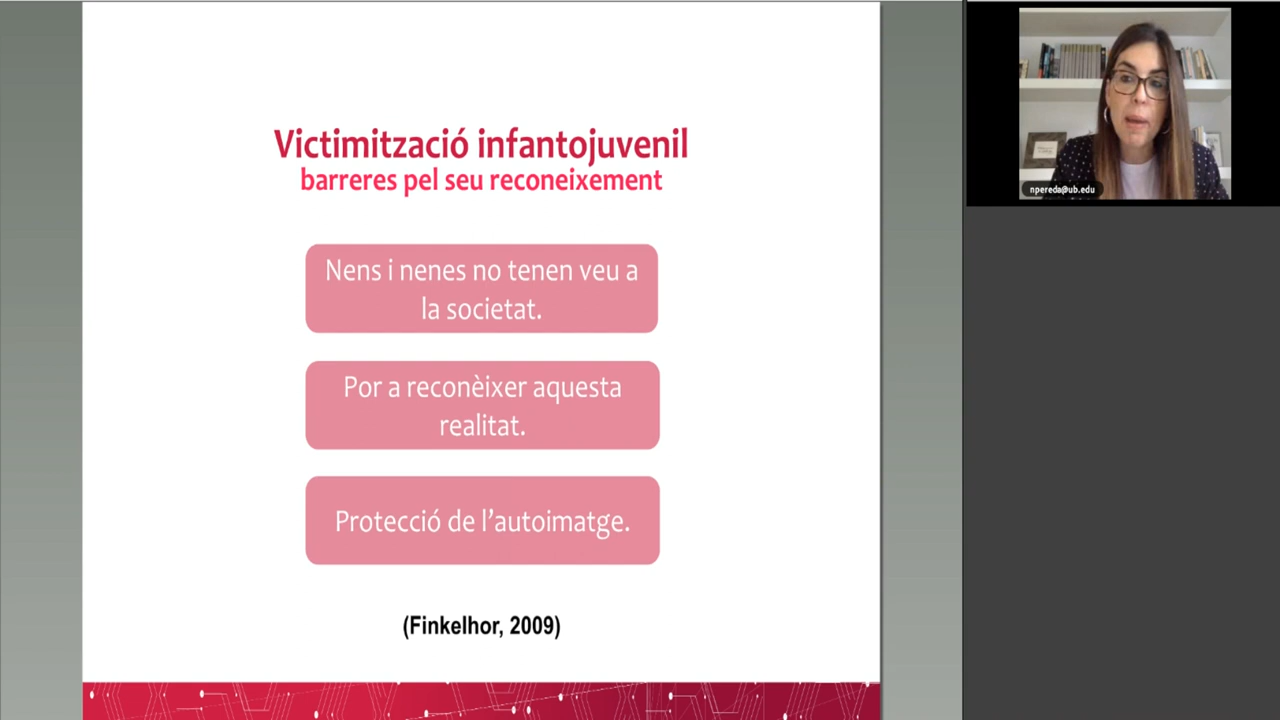 Victimització infantojuvenil
barreres pel seu reconeixement
Nens i nenes no tenen veu a
la societat.
Por a reconèixer aquesta
realitat.
Protecció de l’autoimatge.
(Finkelhor, 2009)
npereda@ub.edu